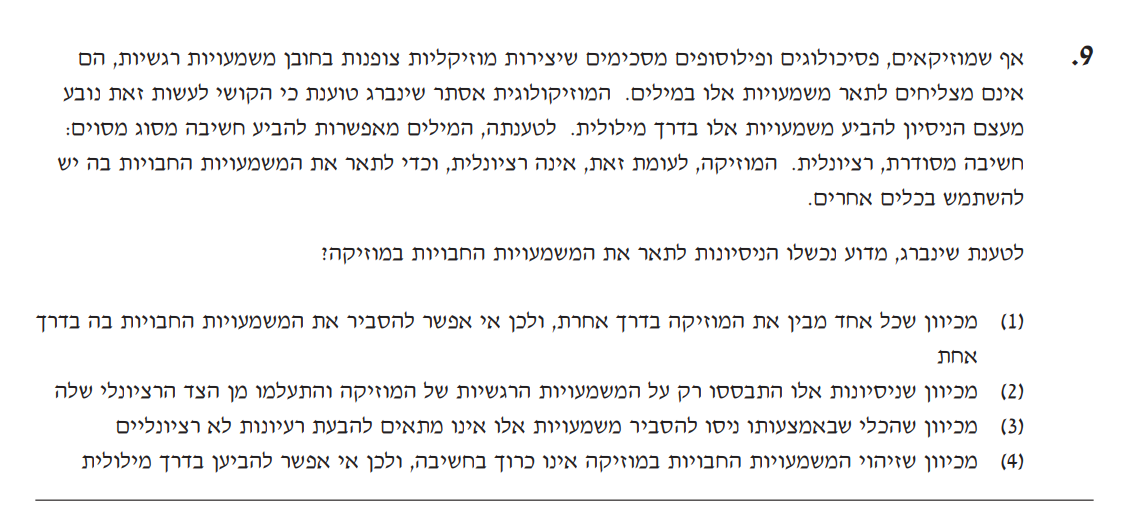 9. אף שמוזיקאים, פסיכולוגים ופילוסופים מסכימים שיצירות מוזיקליות צופנות בחובן משמעויות רגשיות, הם
אינם מצליחים לתאר משמעויות אלו במילים. המוזיקולוגית אסתר שינברג טוענת כי הקושי לעשות זאת נובע
מעצם הניסיון להביע משמעויות אלו בדרך מילולית. לטענתה, המילים מאפשרות להביע חשיבה מסוג מסוים:
חשיבה מסודרת, רציונלית. המוזיקה, לעומת זאת, אינה רציונלית, וכדי לתאר את המשמעויות החבויות בה יש
להשתמש בכלים אחרים.
לטענת שינברג, מדוע נכשלו הניסיונות לתאר את המשמעויות החבויות במוזיקה?
(1) מכיוון שכל אחד מבין את המוזיקה בדרך אחרת, ולכן אי אפשר להסביר את המשמעויות החבויות בה בדרך
אחת
(2) מכיוון שניסיונות אלו התבססו רק על המשמעויות הרגשיות של המוזיקה והתעלמו מן הצד הרציונלי שלה
(3) מכיוון שהכלי שבאמצעותו ניסו להסביר משמעויות אלו אינו מתאים להבעת רעיונות לא רציונליים
(4) מכיוון שזיהוי המשמעויות החבויות במוזיקה אינו כרוך בחשיבה, ולכן אי אפשר להביען בדרך מילולית